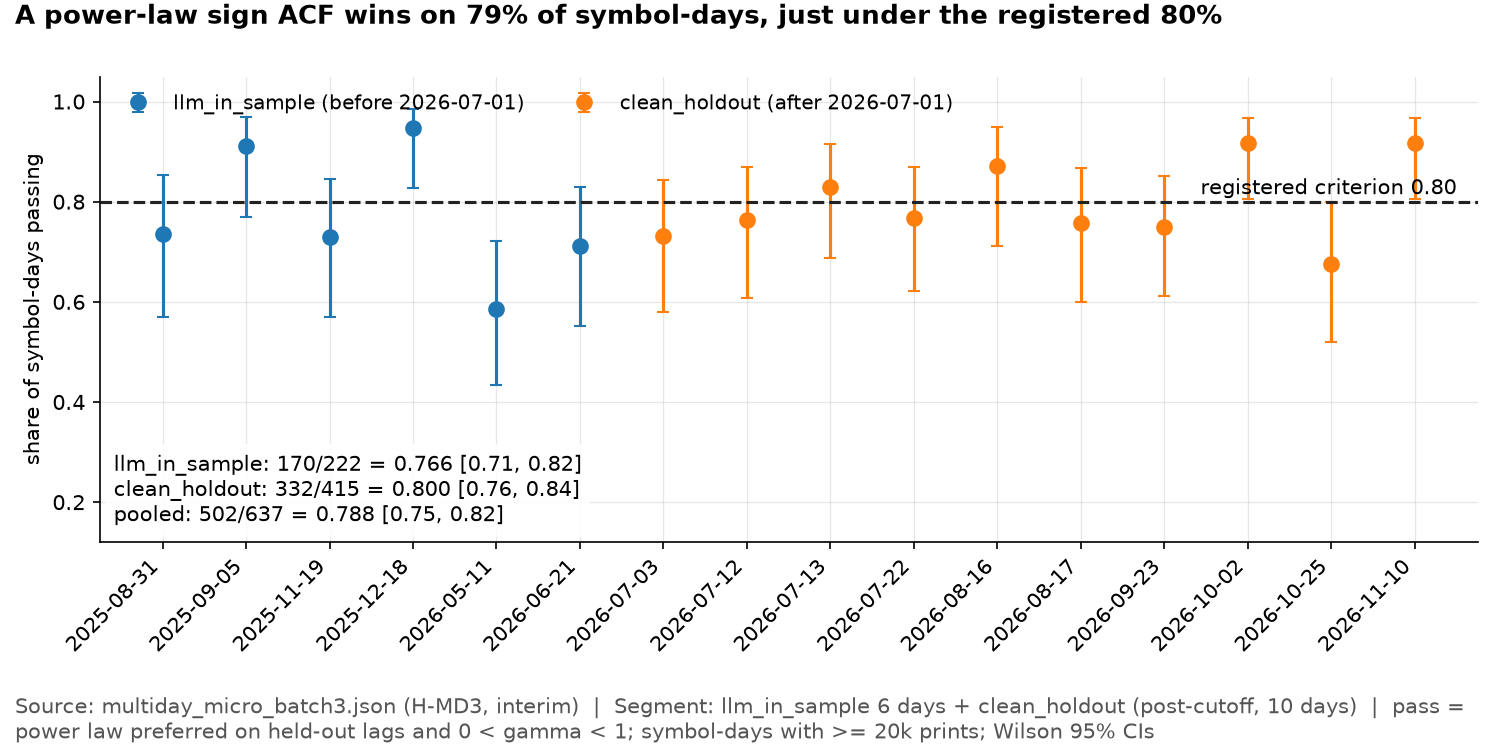 A power-law sign ACF wins on 79% of symbol-days, just under the registered 80%
llm_in_sample (before 2026-07-01)
clean_holdout (after 2026-07-01)
share of symbol-days passing
1.0
0.8
0.6
0.4
0.2
registered criterion 0.80
llm_in_sample: 170/222 = 0.766 [0.71, 0.82]
clean_holdout: 332/415 = 0.800 [0.76, 0.84]
pooled: 502/637 = 0.788 [0.75, 0.82]
2025-08-31
2025-09-05
2025-11-19
2025-12-18
2026-05-11
2026-06-21
2026-07-03
2026-07-12
2026-07-13
2026-07-22
2026-08-16
2026-08-17
2026-09-23
2026-10-02
2026-10-25
2026-11-10
Source: multiday_micro_batch3.json (H-MD3, interim)  |  Segment: llm_in_sample 6 days + clean_holdout (post-cutoff, 10 days)  |  pass =
power law preferred on held-out lags and 0 < gamma < 1; symbol-days with >= 20k prints; Wilson 95% CIs